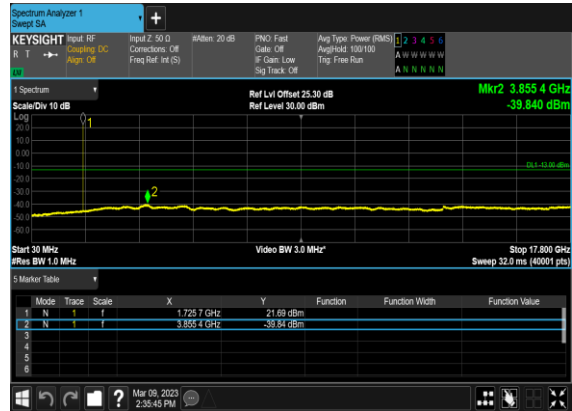 Spectrum Analyzer 1
Swept SA
KEYSIGHT Input: RF Input Z: 50 Ω #Atten: 20 dB PNO: Fast Avg Type: Power (RMS) 1 2 3 4 5 6
R T Coupling: DC Corrections: Off Gate: Off Avg|Hold: 100/100 A W W W W W
Align: Off Freq Ref: Int (S) IF Gain: Low Trig: Free Run
Sig Track: Off A N N N N N
1 Spectrum Ref Lvl Offset 25.30 dB Mkr2 3.855 4 GHz
Scale/Div 10 dB Ref Level 30.00 dBm -39.840 dBm
Log
20.0 1
10.0
0.00
-10.0 DL1 -13.00 dBm
-20.0
-30.0
-40.0 2
-50.0
-60.0
Start 30 MHz Video BW 3.0 MHz* Stop 17.800 GHz
#Res BW 1.0 MHz Sweep 32.0 ms (40001 pts)
5 Marker Table
Mode Trace Scale X Y Function Function Width Function Value
1 N 1 f 1.725 7 GHz 21.69 dBm
2 N 1 f 3.855 4 GHz -39.84 dBm
3
4
5
6
? Mar 09, 2023
2:35:45 PM